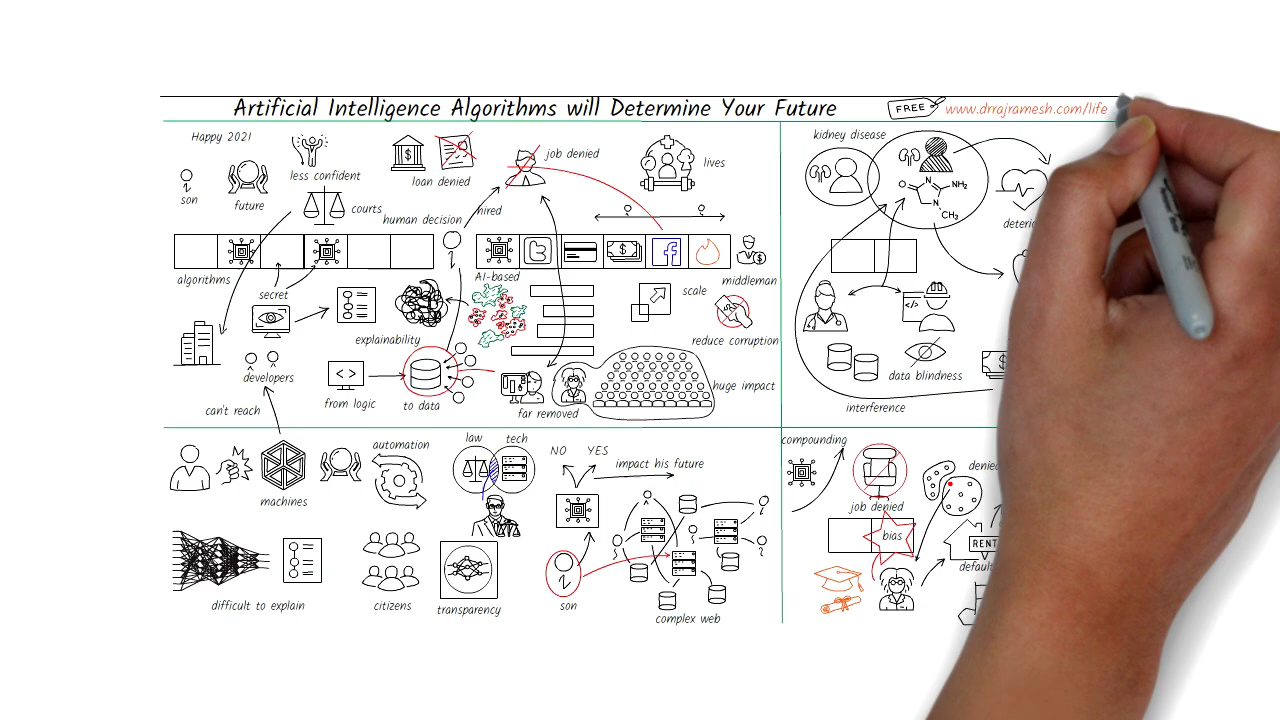 Artificial Intelligence Algorithms will Determine Your Future
FREE
www.drrajramesh.com/life
Happy 2021
son
future
less confident
courts
loan denied
human decision
hired
job denied
lives
algorithms
secret
explainability
developers
can't reach
from logic
to data
AI-based
far removed
scale
middleman
reduce corruption
huge impact
kidney disease
NH₂
O
N
N
CH₃
data blindness
interference
machines
automation
law
tech
NO
YES
impact his future
difficult to explain
citizens
transparency
son
complex web
compounding
job denied
bias
RENT